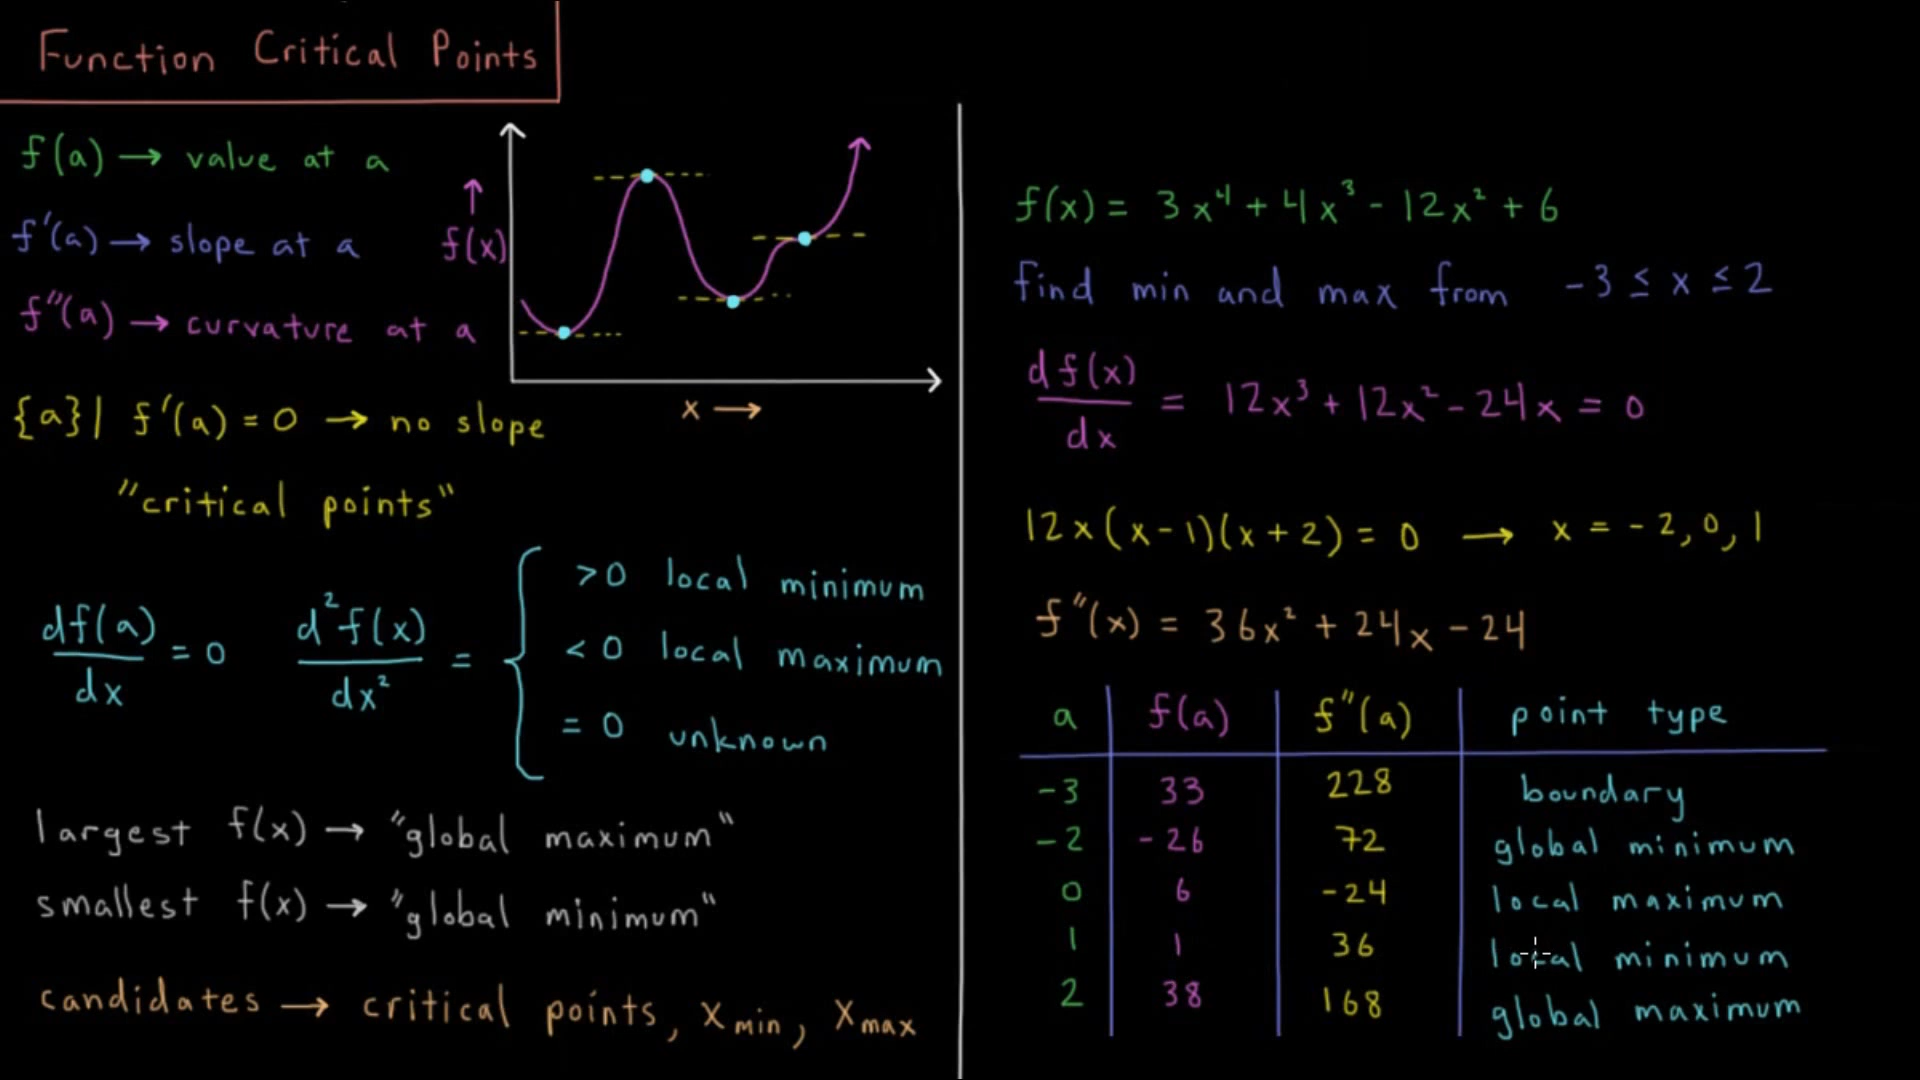 Function Critical Points
f(a) → value at a
f'(a) → slope at a
f''(a) → curvature at a
{a}| f'(a) = 0 → no slope
"critical points"
↑
f(x)
x →
df(a)/dx = 0   d²f(x)/dx² = {
> 0 local minimum
< 0 local maximum
= 0 unknown
largest f(x) → "global maximum"
smallest f(x) → "global minimum"
candidates → critical points, x_min, x_max
f(x) = 3x⁴ + 4x³ - 12x² + 6
find min and max from -3 ≤ x ≤ 2
df(x)/dx = 12x³ + 12x² - 24x = 0
12x(x-1)(x+2) = 0 → x = -2, 0, 1
f''(x) = 36x² + 24x - 24
a f(a) f''(a) point type
-3 33 228 boundary
-2 -26 72 global minimum
0 6 -24 local maximum
1 1 36 local minimum
2 38 168 global maximum